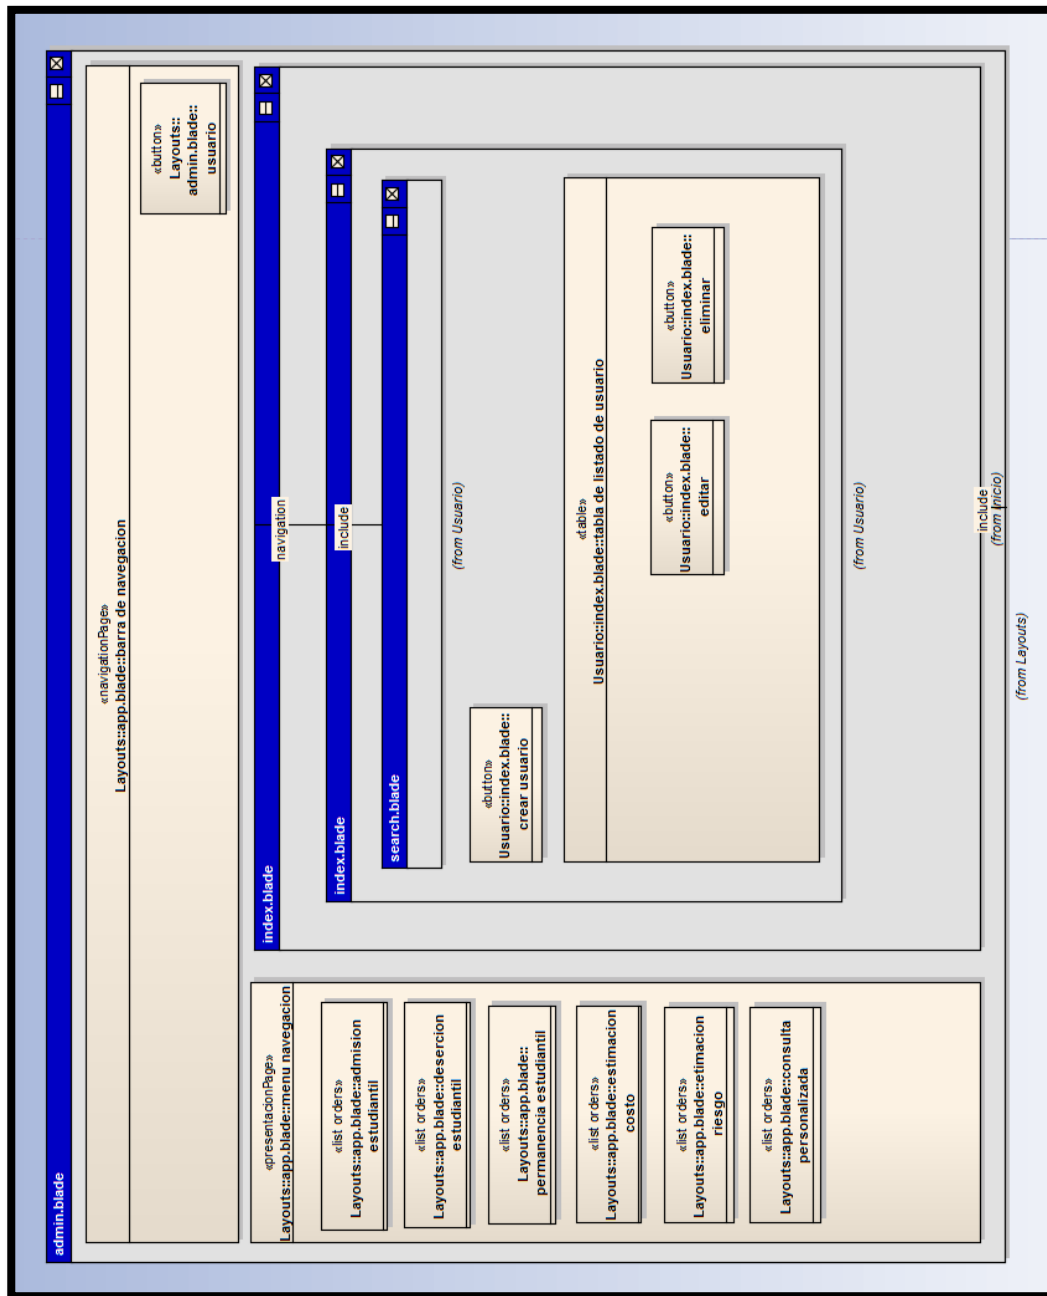 admin.blade
«navigationPage»
Layouts::app.blade::barra de navegacion
«button»
Layouts::
admin.blade::
usuario
«presentacionPage»
Layouts::app.blade::menu navegacion
«list orders»
Layouts::app.blade::admision
estudiantil
«list orders»
Layouts::app.blade::desercion
estudiantil
«list orders»
Layouts::app.blade::
permanencia estudiantil
«list orders»
Layouts::app.blade::estimacion
costo
«list orders»
Layouts::app.blade::etimacion
riesgo
«list orders»
Layouts::app.blade::consulta
personalizada
index.blade
navigation
index.blade
include
search.blade
(from Usuario)
«button»
Usuario::index.blade::
crear usuario
«table»
Usuario::index.blade::tabla de listado de usuario
«button»
Usuario::index.blade::
editar
«button»
Usuario::index.blade::
eliminar
(from Usuario)
include
(from Inicio)
(from Layouts)